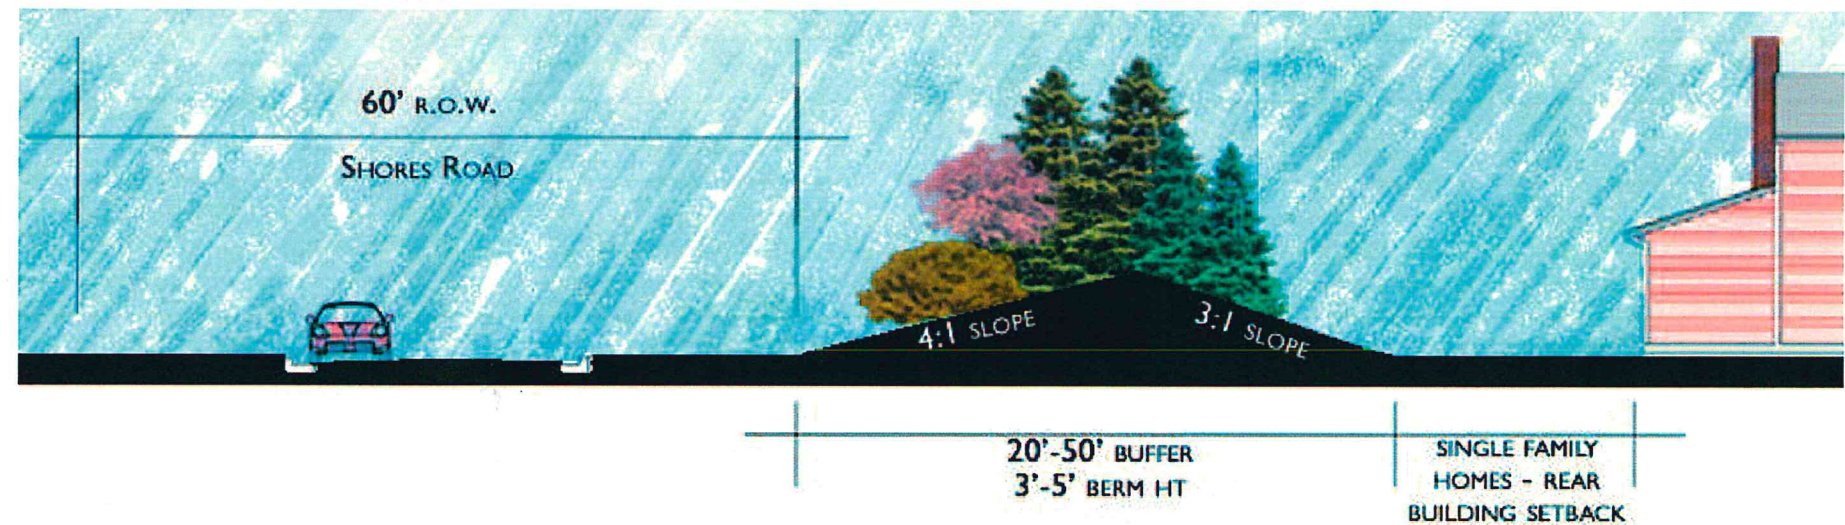 60' R.O.W.
SHORES ROAD
4:1 SLOPE
3:1 SLOPE
20'-50' BUFFER
3'-5' BERM HT
SINGLE FAMILY
HOMES - REAR
BUILDING SETBACK